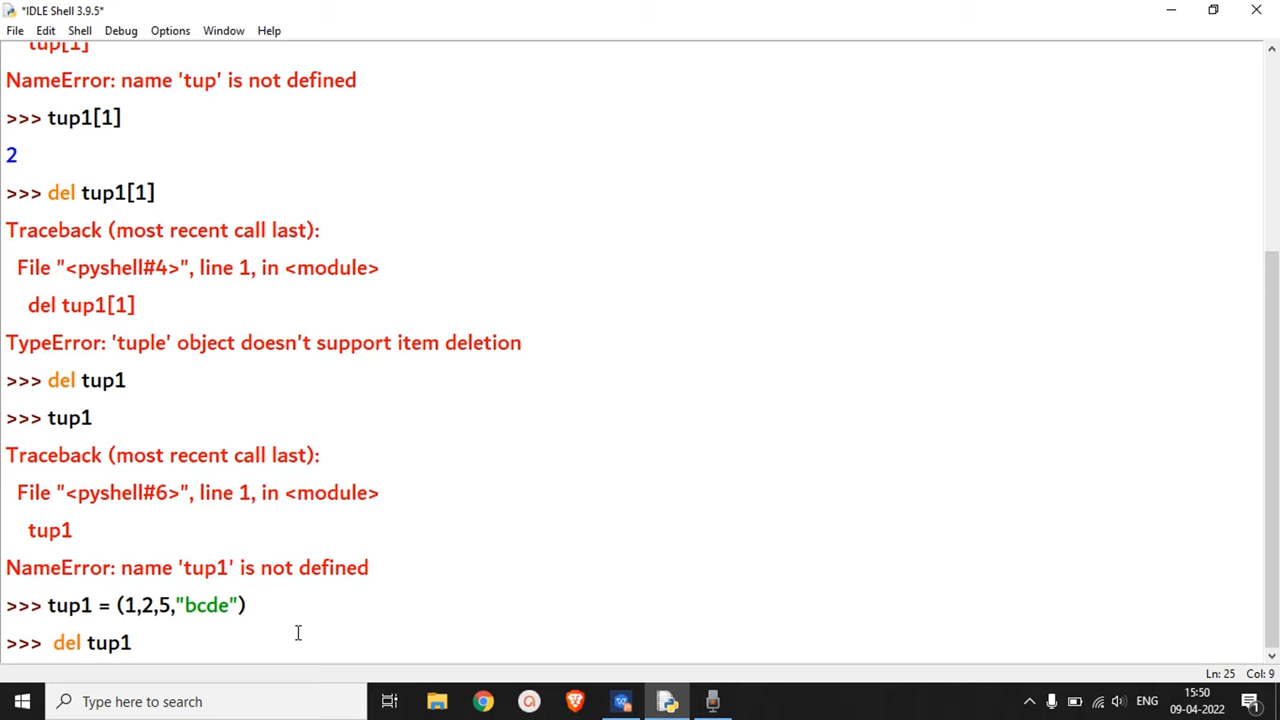 *IDLE Shell 3.9.5*
File Edit Shell Debug Options Window Help
tup[1]
NameError: name 'tup' is not defined
>>> tup1[1]
2
>>> del tup1[1]
Traceback (most recent call last):
File "<pyshell#4>", line 1, in <module>
del tup1[1]
TypeError: 'tuple' object doesn't support item deletion
>>> del tup1
>>> tup1
Traceback (most recent call last):
File "<pyshell#6>", line 1, in <module>
tup1
NameError: name 'tup1' is not defined
>>> tup1 = (1,2,5,"bcde")
>>>  del tup1
Ln: 25 Col: 9
Type here to search
ENG
15:50
09-04-2022
1